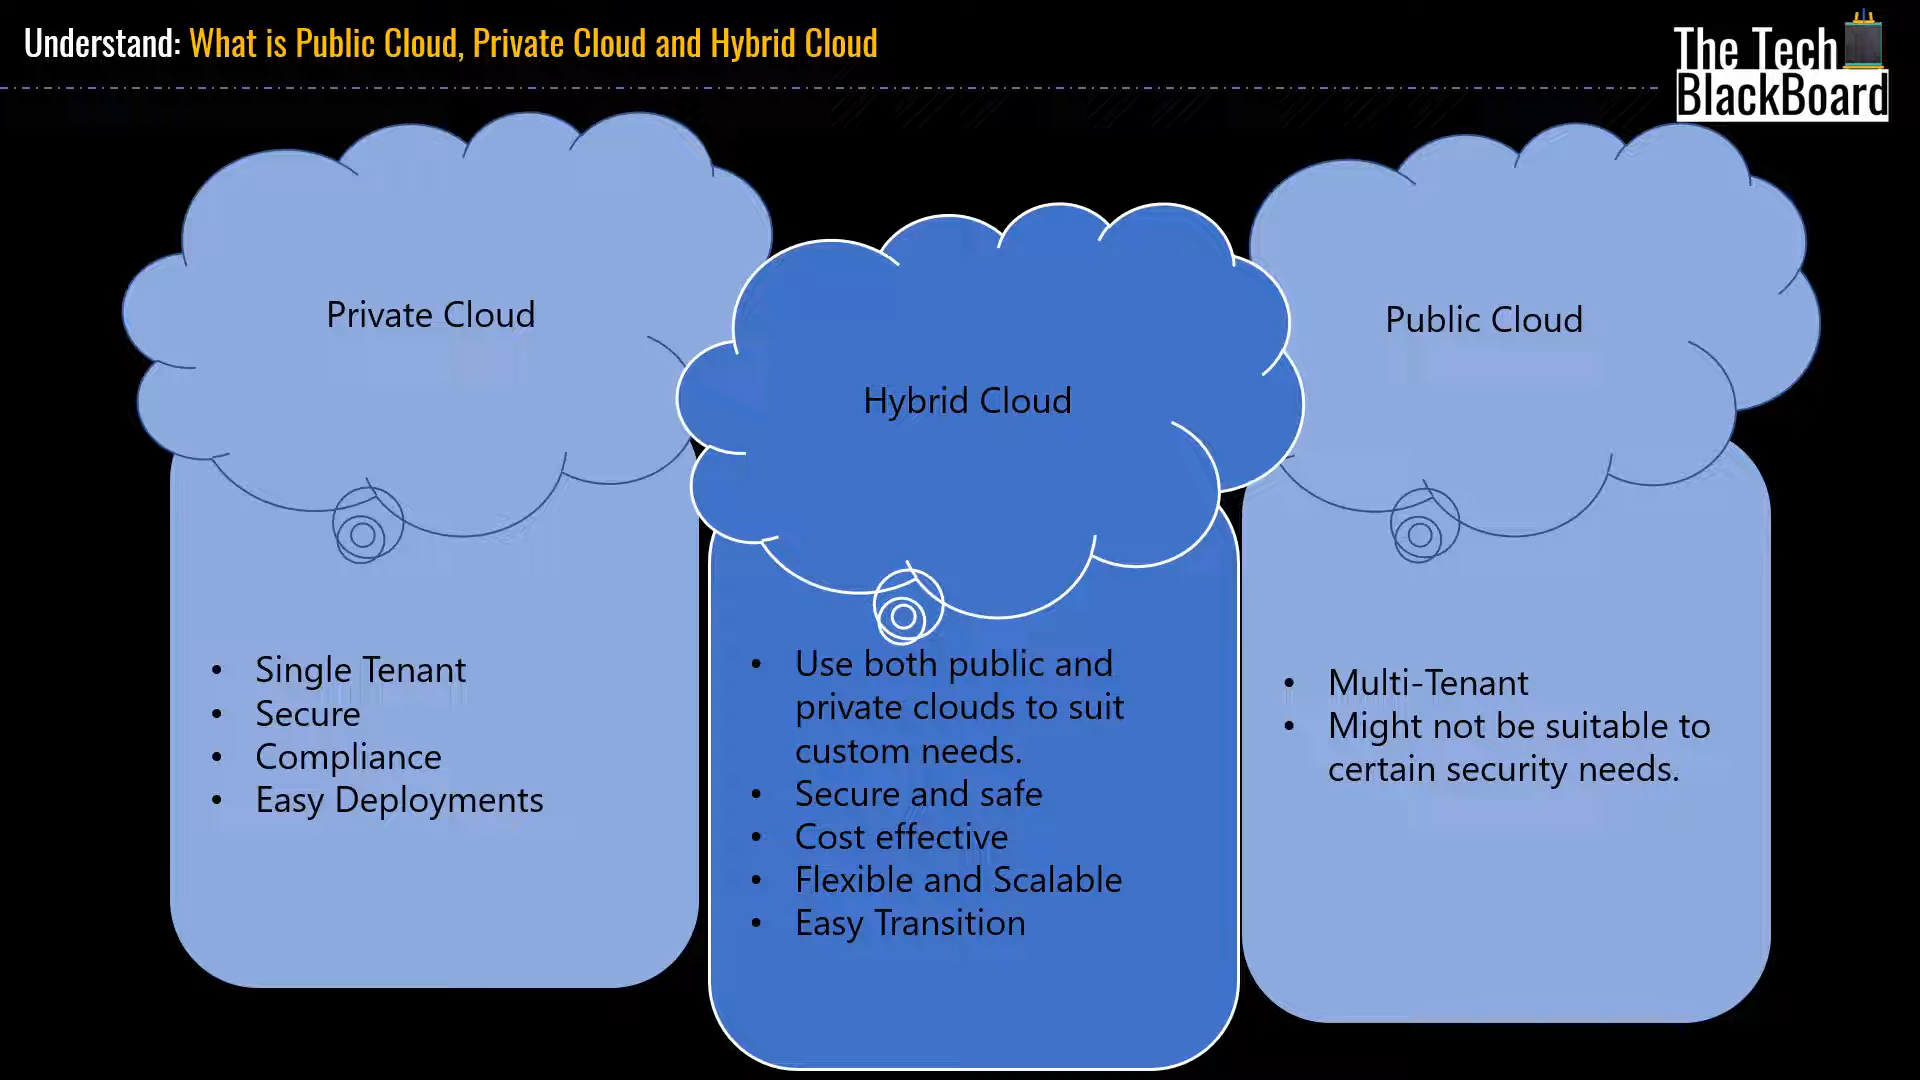 Understand: What is Public Cloud, Private Cloud and Hybrid Cloud
The Tech
BlackBoard
Private Cloud
• Single Tenant
• Secure
• Compliance
• Easy Deployments
Hybrid Cloud
• Use both public and
private clouds to suit
custom needs.
• Secure and safe
• Cost effective
• Flexible and Scalable
• Easy Transition
Public Cloud
• Multi-Tenant
• Might not be suitable to
certain security needs.